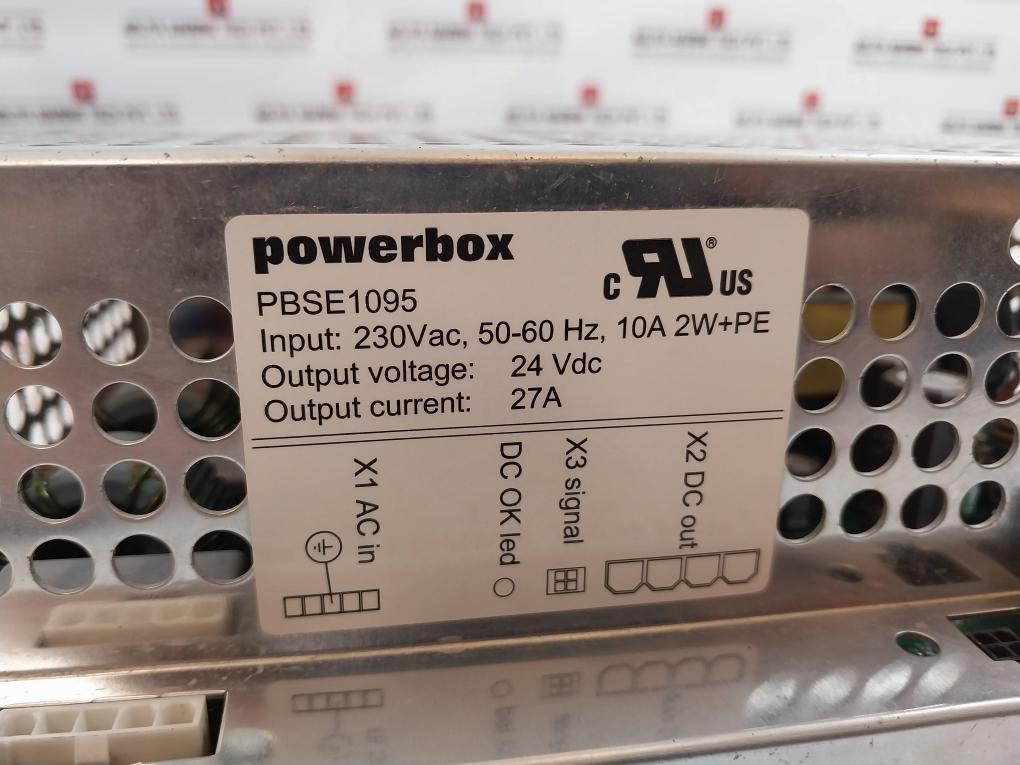 powerbox
c RU® US
PBSE1095
Input: 230Vac, 50-60 Hz, 10A 2W+PE
Output voltage: 24 Vdc
Output current: 27A
X1 AC in
DC OK led
X3 signal
X2 DC out